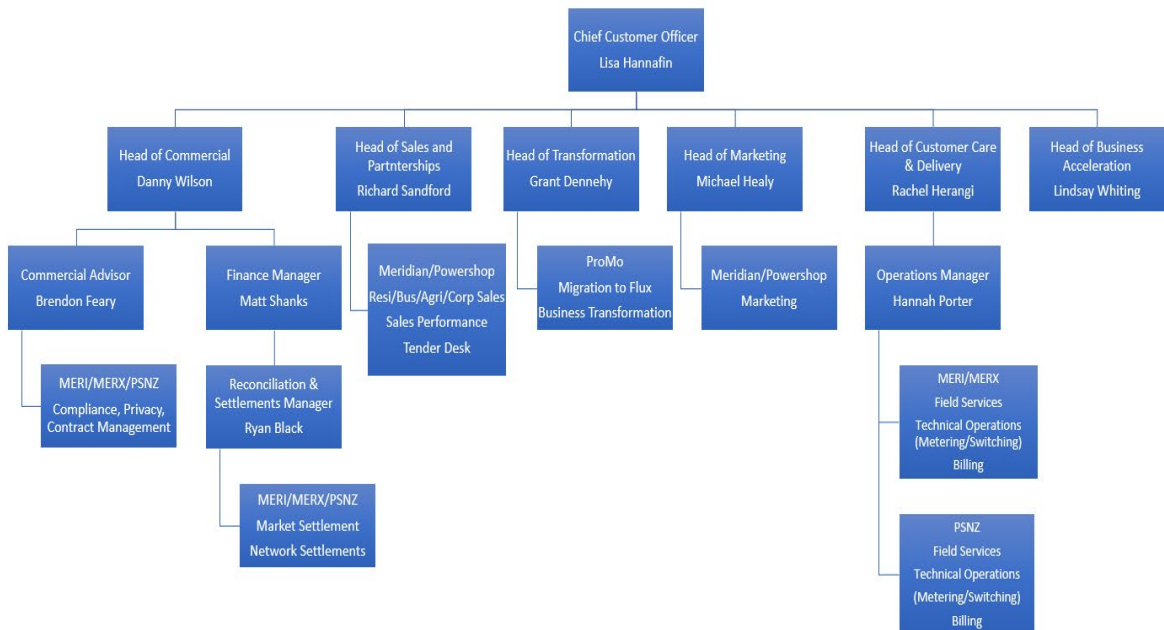 Chief Customer Officer
Lisa Hannafin
Head of Commercial
Danny Wilson
Head of Sales and
Partnterships
Richard Sandford
Head of Transformation
Grant Dennehy
Head of Marketing
Michael Healy
Head of Customer Care
& Delivery
Rachel Herangi
Head of Business
Acceleration
Lindsay Whiting
Commercial Advisor
Brendon Feary
Finance Manager
Matt Shanks
Meridian/Powershop
Resi/Bus/Agri/Corp Sales
Sales Performance
Tender Desk
ProMo
Migration to Flux
Business Transformation
Meridian/Powershop
Marketing
Operations Manager
Hannah Porter
MERI/MERX/PSNZ
Compliance, Privacy,
Contract Management
Reconciliation &
Settlements Manager
Ryan Black
MERI/MERX
Field Services
Technical Operations
(Metering/Switching)
Billing
MERI/MERX/PSNZ
Market Settlement
Network Settlements
PSNZ
Field Services
Technical Operations
(Metering/Switching)
Billing